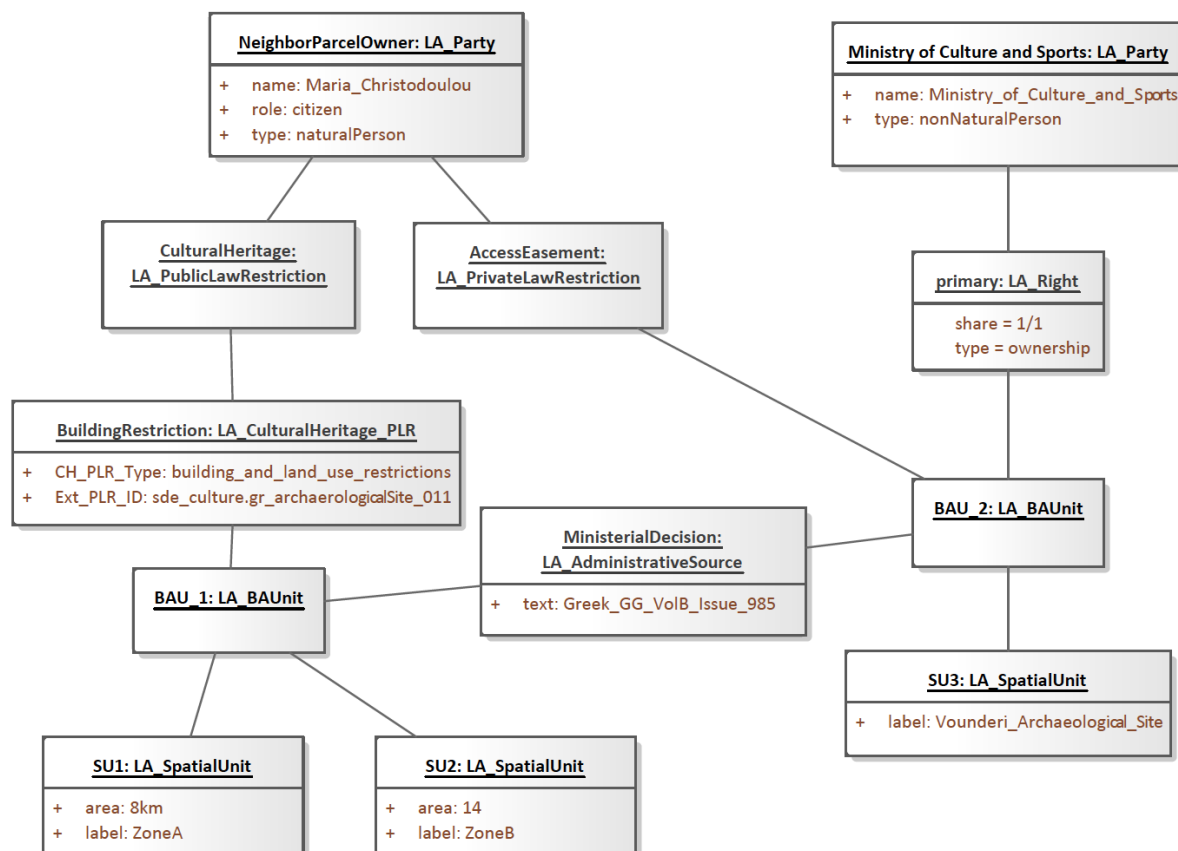 NeighborParcelOwner: LA_Party
+ name: Maria_Christodoulou
+ role: citizen
+ type: naturalPerson
Ministry of Culture and Sports: LA_Party
+ name: Ministry_of_Culture_and_Sports
+ type: nonNaturalPerson
CulturalHeritage:
LA_PublicLawRestriction
AccessEasement:
LA_PrivateLawRestriction
primary: LA_Right
share = 1/1
type = ownership
BuildingRestriction: LA_CulturalHeritage_PLR
+ CH_PLR_Type: building_and_land_use_restrictions
+ Ext_PLR_ID: sde_culture.gr_archaerologicalSite_011
MinisterialDecision:
LA_AdministrativeSource
+ text: Greek_GG_VolB_Issue_985
BAU_2: LA_BAUnit
BAU_1: LA_BAUnit
SU3: LA_SpatialUnit
+ label: Vounderi_Archaeological_Site
SU1: LA_SpatialUnit
+ area: 8km
+ label: ZoneA
SU2: LA_SpatialUnit
+ area: 14
+ label: ZoneB